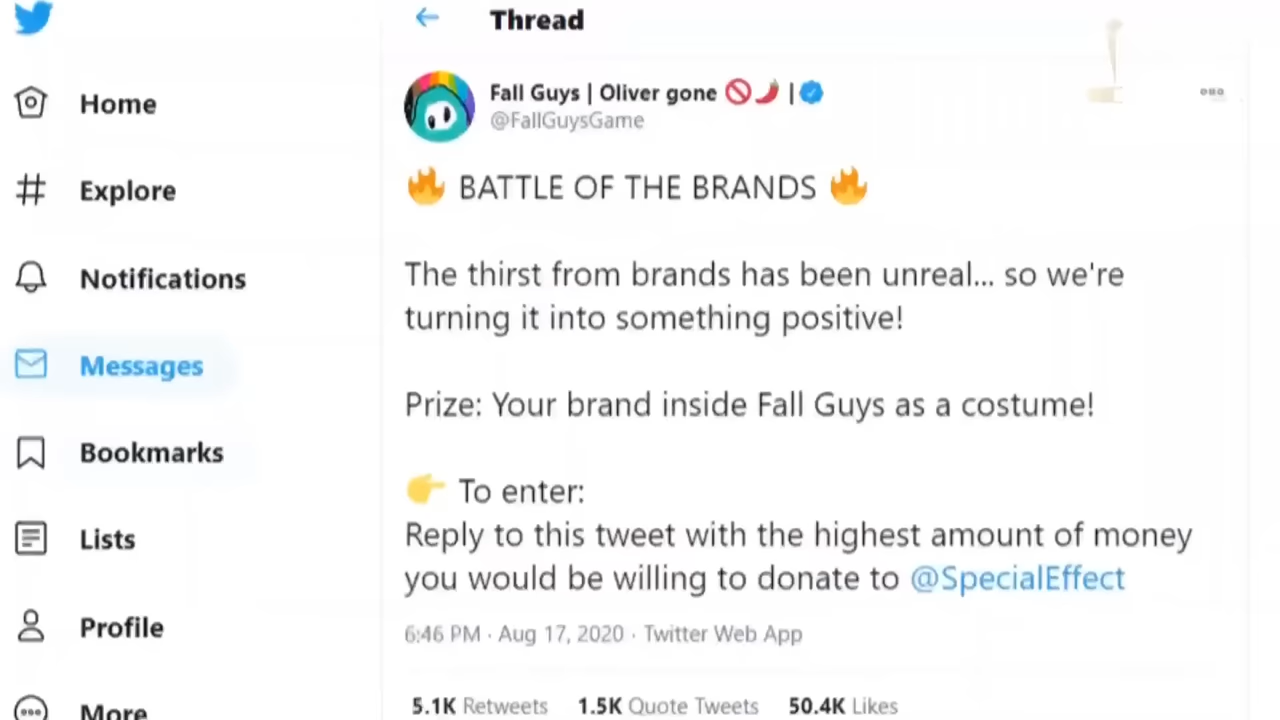 Thread
Home
Explore
Notifications
Messages
Bookmarks
Lists
Profile
More
Fall Guys | Oliver gone 🚫🌶️ |
@FallGuysGame
🔥 BATTLE OF THE BRANDS 🔥
The thirst from brands has been unreal... so we're
turning it into something positive!
Prize: Your brand inside Fall Guys as a costume!
👉 To enter:
Reply to this tweet with the highest amount of money
you would be willing to donate to @SpecialEffect
6:46 PM · Aug 17, 2020 · Twitter Web App
5.1K Retweets 1.5K Quote Tweets 50.4K Likes